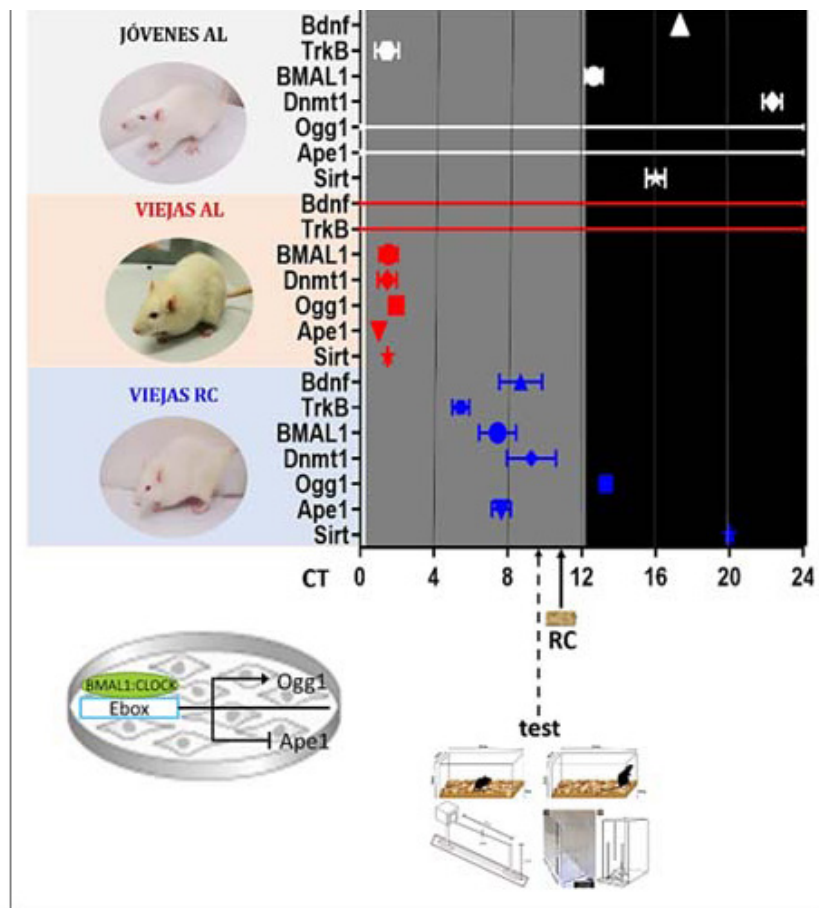 JÓVENES AL
Bdnf
TrkB
BMAL1
Dnmt1
Ogg1
Ape1
Sirt
VIEJAS AL
Bdnf
TrkB
BMAL1
Dnmt1
Ogg1
Ape1
Sirt
VIEJAS RC
Bdnf
TrkB
BMAL1
Dnmt1
Ogg1
Ape1
Sirt
CT 0 4 8 12 16 20 24
RC
BMAL1:CLOCK
Ebox
Ogg1
Ape1
test